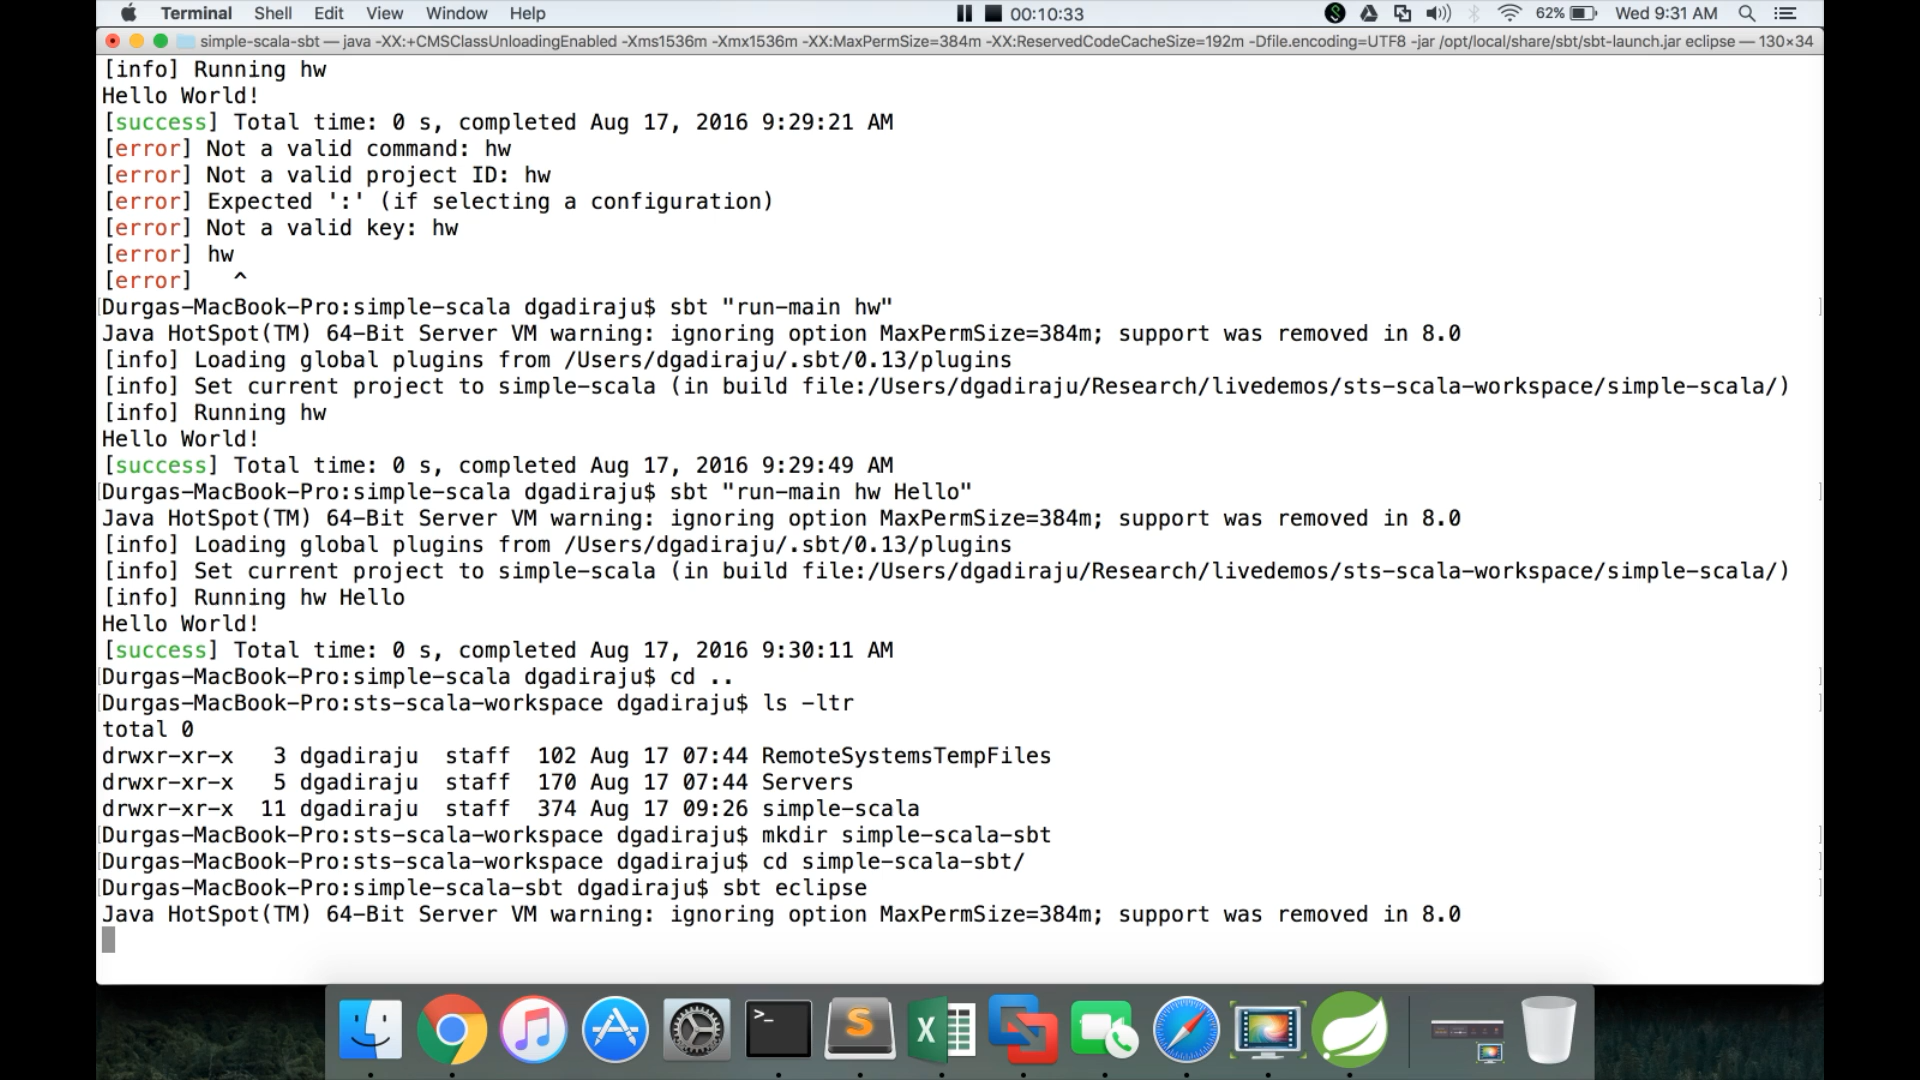 Terminal Shell Edit View Window Help 00:10:33 62% Wed 9:31 AM
simple-scala-sbt — java -XX:+CMSClassUnloadingEnabled -Xms1536m -Xmx1536m -XX:MaxPermSize=384m -XX:ReservedCodeCacheSize=192m -Dfile.encoding=UTF8 -jar /opt/local/share/sbt/sbt-launch.jar eclipse — 130×34
[info] Running hw
Hello World!
[success] Total time: 0 s, completed Aug 17, 2016 9:29:21 AM
[error] Not a valid command: hw
[error] Not a valid project ID: hw
[error] Expected ':' (if selecting a configuration)
[error] Not a valid key: hw
[error] hw
[error]   ^
Durgas-MacBook-Pro:simple-scala dgadiraju$ sbt "run-main hw"
Java HotSpot(TM) 64-Bit Server VM warning: ignoring option MaxPermSize=384m; support was removed in 8.0
[info] Loading global plugins from /Users/dgadiraju/.sbt/0.13/plugins
[info] Set current project to simple-scala (in build file:/Users/dgadiraju/Research/livedemos/sts-scala-workspace/simple-scala/)
[info] Running hw
Hello World!
[success] Total time: 0 s, completed Aug 17, 2016 9:29:49 AM
Durgas-MacBook-Pro:simple-scala dgadiraju$ sbt "run-main hw Hello"
Java HotSpot(TM) 64-Bit Server VM warning: ignoring option MaxPermSize=384m; support was removed in 8.0
[info] Loading global plugins from /Users/dgadiraju/.sbt/0.13/plugins
[info] Set current project to simple-scala (in build file:/Users/dgadiraju/Research/livedemos/sts-scala-workspace/simple-scala/)
[info] Running hw Hello
Hello World!
[success] Total time: 0 s, completed Aug 17, 2016 9:30:11 AM
Durgas-MacBook-Pro:simple-scala dgadiraju$ cd ..
Durgas-MacBook-Pro:sts-scala-workspace dgadiraju$ ls -ltr
total 0
drwxr-xr-x   3 dgadiraju  staff  102 Aug 17 07:44 RemoteSystemsTempFiles
drwxr-xr-x   5 dgadiraju  staff  170 Aug 17 07:44 Servers
drwxr-xr-x  11 dgadiraju  staff  374 Aug 17 09:26 simple-scala
Durgas-MacBook-Pro:sts-scala-workspace dgadiraju$ mkdir simple-scala-sbt
Durgas-MacBook-Pro:sts-scala-workspace dgadiraju$ cd simple-scala-sbt/
Durgas-MacBook-Pro:simple-scala-sbt dgadiraju$ sbt eclipse
Java HotSpot(TM) 64-Bit Server VM warning: ignoring option MaxPermSize=384m; support was removed in 8.0